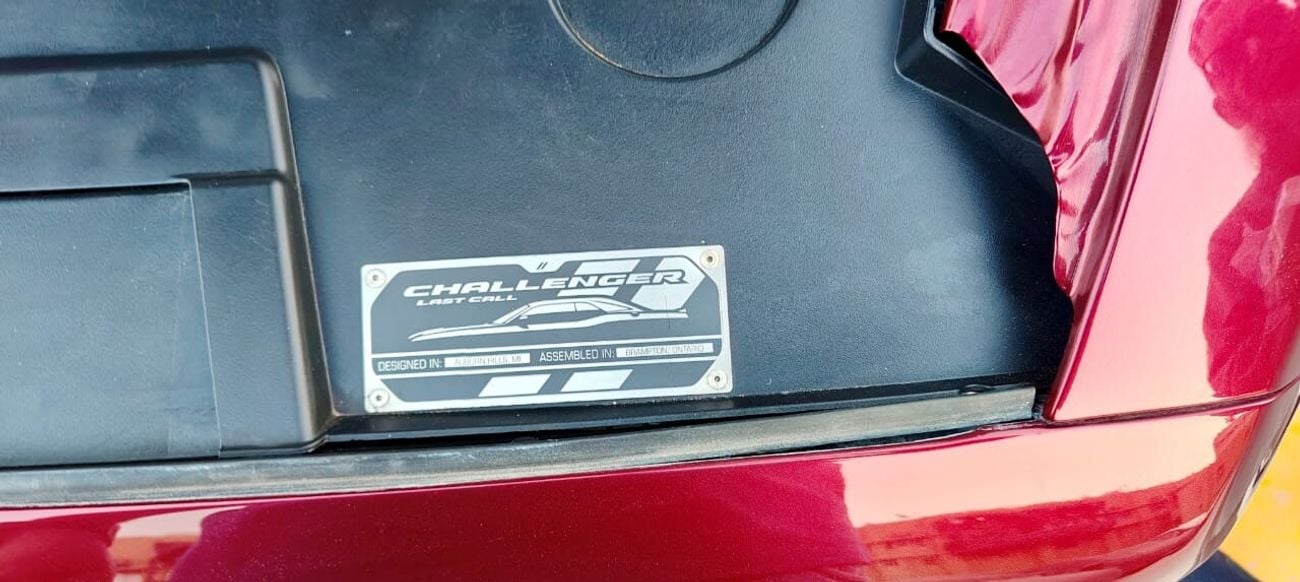 CHALLENGER
LAST CALL
DESIGNED IN: AUBURN HILLS, MI ASSEMBLED IN: BRAMPTON, ONTARIO